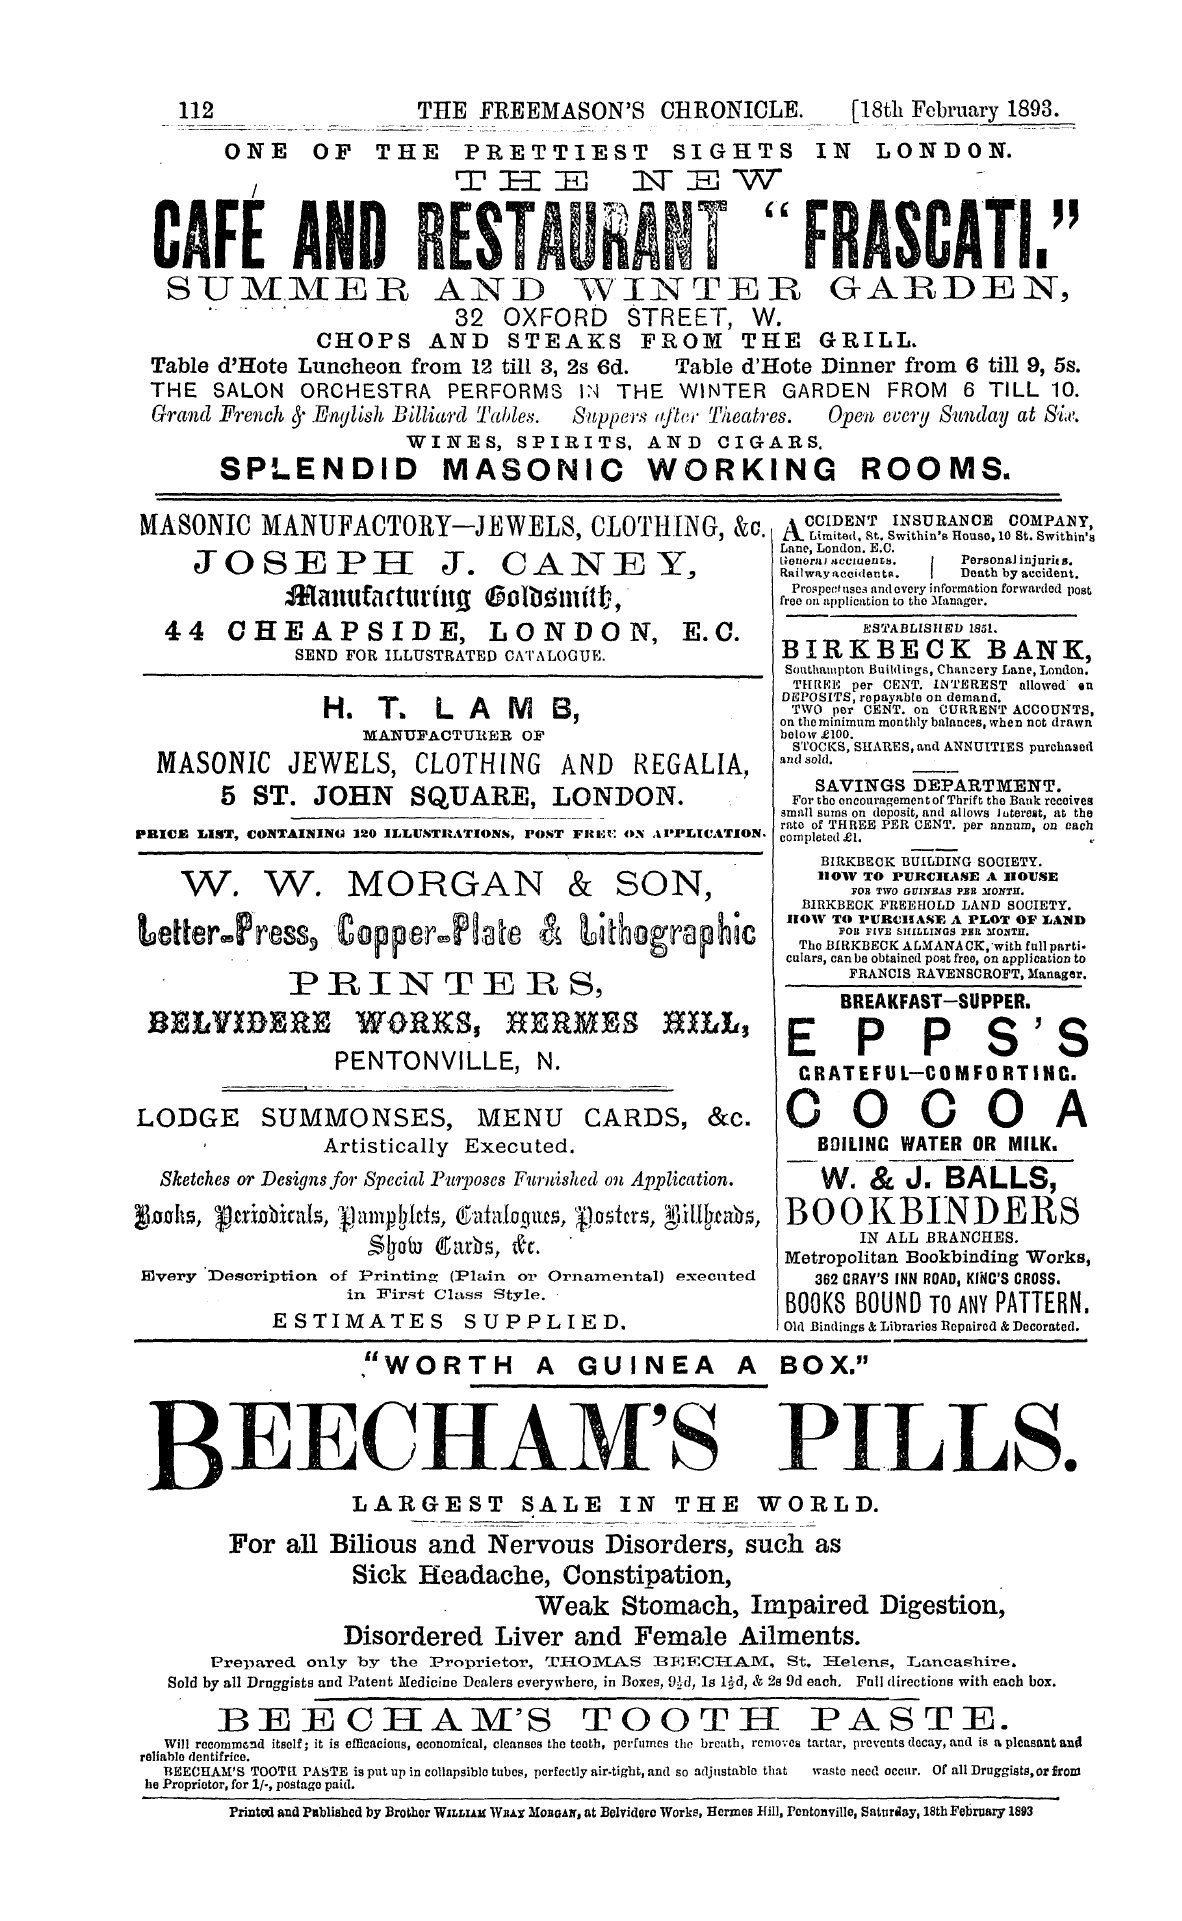 112 THE FREEMASON'S CHRONICLE. [18th February 1893.
ONE OF THE PRETTIEST SIGHTS IN LONDON.
THE NEW
CAFÉ AND RESTAURANT "FRASCATI."
SUMMER AND WINTER GARDEN,
32 OXFORD STREET, W.
CHOPS AND STEAKS FROM THE GRILL.
Table d'Hote Luncheon from 12 till 3, 2s 6d. Table d'Hote Dinner from 6 till 9, 5s.
THE SALON ORCHESTRA PERFORMS IN THE WINTER GARDEN FROM 6 TILL 10.
Grand French & English Billiard Tables. Suppers after Theatres. Open every Sunday at Six.
WINES, SPIRITS, AND CIGARS.
SPLENDID MASONIC WORKING ROOMS.
MASONIC MANUFACTORY—JEWELS, CLOTHING, &c.
JOSEPH J. CANEY,
Manufacturing Goldsmith,
44 CHEAPSIDE, LONDON, E.C.
SEND FOR ILLUSTRATED CATALOGUE.
H. T. LAMB,
MANUFACTURER OF
MASONIC JEWELS, CLOTHING AND REGALIA,
5 ST. JOHN SQUARE, LONDON.
PRICE LIST, CONTAINING 120 ILLUSTRATIONS, POST FREE ON APPLICATION.
W. W. MORGAN & SON,
Letter-Press, Copper-Plate & Lithographic
PRINTERS,
BELVIDERE WORKS, HERMES HILL,
PENTONVILLE, N.
LODGE SUMMONSES, MENU CARDS, &c.
Artistically Executed.
Sketches or Designs for Special Purposes Furnished on Application.
Books, Periodicals, Pamphlets, Catalogues, Posters, Billheads,
Show Cards, &c.
Every Description of Printing (Plain or Ornamental) executed
in First Class Style.
ESTIMATES SUPPLIED.
ACCIDENT INSURANCE COMPANY,
Limited, St. Swithin's House, 10 St. Swithin's
Lane, London. E.C.
General accidents. Personal injuries.
Railway accidents. Death by accident.
Prospectuses and every information forwarded post
free on application to the Manager.
ESTABLISHED 1851.
BIRKBECK BANK,
Southampton Buildings, Chancery Lane, London.
THREE per CENT. INTEREST allowed on
DEPOSITS, repayable on demand.
TWO per CENT. on CURRENT ACCOUNTS,
on the minimum monthly balances, when not drawn
below £100.
STOCKS, SHARES, and ANNUITIES purchased
and sold.
SAVINGS DEPARTMENT.
For the encouragement of Thrift the Bank receives
small sums on deposit, and allows Interest, at the
rate of THREE PER CENT. per annum, on each
completed £1.
BIRKBECK BUILDING SOCIETY.
HOW TO PURCHASE A HOUSE
FOR TWO GUINEAS PER MONTH.
BIRKBECK FREEHOLD LAND SOCIETY.
HOW TO PURCHASE A PLOT OF LAND
FOR FIVE SHILLINGS PER MONTH.
The BIRKBECK ALMANACK, with full parti-
culars, can be obtained post free, on application to
FRANCIS RAVENSCROFT, Manager.
BREAKFAST—SUPPER.
EPPS'S
GRATEFUL—COMFORTING.
COCOA
BOILING WATER OR MILK.
W. & J. BALLS,
BOOKBINDERS
IN ALL BRANCHES.
Metropolitan Bookbinding Works,
362 GRAY'S INN ROAD, KING'S CROSS.
BOOKS BOUND TO ANY PATTERN.
Old Bindings & Libraries Repaired & Decorated.
"WORTH A GUINEA A BOX."
BEECHAM'S PILLS.
LARGEST SALE IN THE WORLD.
For all Bilious and Nervous Disorders, such as
Sick Headache, Constipation,
Weak Stomach, Impaired Digestion,
Disordered Liver and Female Ailments.
Prepared only by the Proprietor, THOMAS BEECHAM, St. Helens, Lancashire.
Sold by all Druggists and Patent Medicine Dealers everywhere, in Boxes, 9½d, 1s 1½d, & 2s 9d each. Full directions with each box.
BEECHAM'S TOOTH PASTE.
Will recommend itself; it is efficacious, economical, cleanses the teeth, perfumes the breath, removes tartar, prevents decay, and is a pleasant and
reliable dentifrice.
BEECHAM'S TOOTH PASTE is put up in collapsible tubes, perfectly air-tight, and so adjustable that waste need occur. Of all Druggists, or from
he Proprietor, for 1/-, postage paid.
Printed and Published by Brother WILLIAM WRAY MORGAN, at Belvidere Works, Hermes Hill, Pentonville, Saturday, 18th February 1893